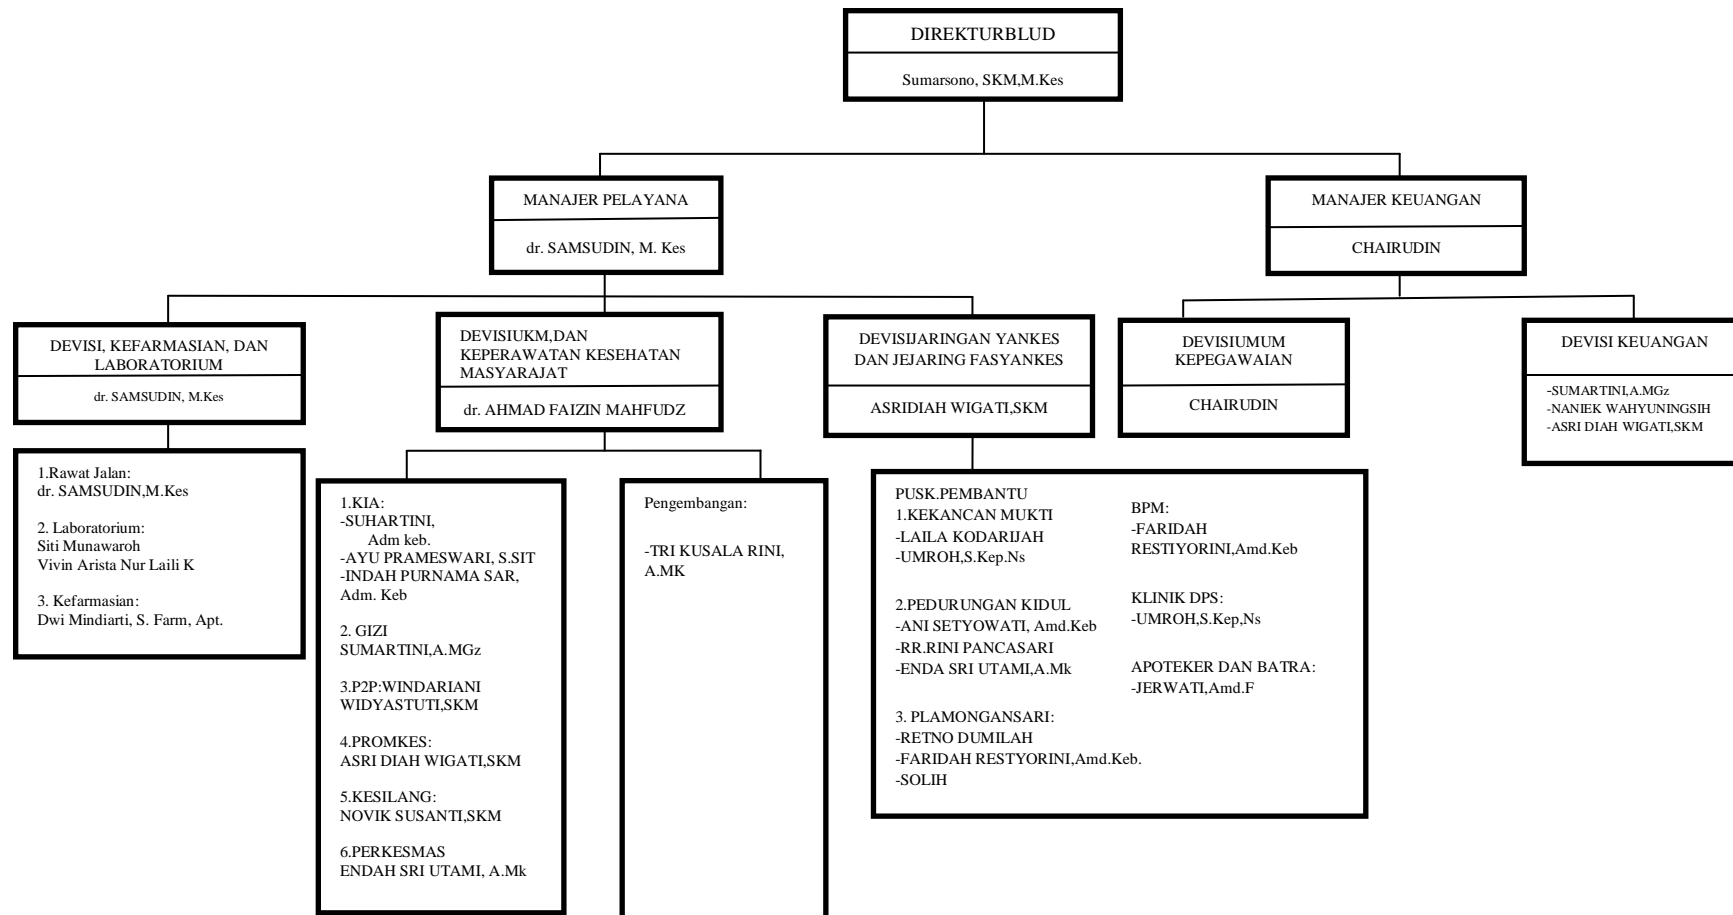 DIREKTURBLUD
Sumarsono, SKM,M.Kes
MANAJER PELAYANA
dr. SAMSUDIN, M. Kes
MANAJER KEUANGAN
CHAIRUDIN
DEVISI, KEFARMASIAN, DAN
LABORATORIUM
dr. SAMSUDIN, M.Kes
DEVISIUKM,DAN
KEPERAWATAN KESEHATAN
MASYARAJAT
dr. AHMAD FAIZIN MAHFUDZ
DEVISIJARINGAN YANKES
DAN JEJARING FASYANKES
ASRIDIAH WIGATI,SKM
DEVISIUMUM
KEPEGAWAIAN
CHAIRUDIN
DEVISI KEUANGAN
-SUMARTINI,A.MGz
-NANIEK WAHYUNINGSIH
-ASRI DIAH WIGATI,SKM
1.Rawat Jalan:
dr. SAMSUDIN,M.Kes
2. Laboratorium:
Siti Munawaroh
Vivin Arista Nur Laili K
3. Kefarmasian:
Dwi Mindiarti, S. Farm, Apt.
1.KIA:
-SUHARTINI,
Adm keb.
-AYU PRAMESWARI, S.SIT
-INDAH PURNAMA SAR,
Adm. Keb
2. GIZI
SUMARTINI,A.MGz
3.P2P:WINDARIANI
WIDYASTUTI,SKM
4.PROMKES:
ASRI DIAH WIGATI,SKM
5.KESILANG:
NOVIK SUSANTI,SKM
6.PERKESMAS
ENDAH SRI UTAMI, A.Mk
Pengembangan:
-TRI KUSALA RINI,
A.MK
PUSK.PEMBANTU
1.KEKANCAN MUKTI
-LAILA KODARIJAH
-UMROH,S.Kep.Ns
2.PEDURUNGAN KIDUL
-ANI SETYOWATI, Amd.Keb
-RR.RINI PANCASARI
-ENDA SRI UTAMI,A.Mk
3. PLAMONGANSARI:
-RETNO DUMILAH
-FARIDAH RESTYORINI,Amd.Keb.
-SOLIH
BPM:
-FARIDAH
RESTIYORINI,Amd.Keb
KLINIK DPS:
-UMROH,S.Kep,Ns
APOTEKER DAN BATRA:
-JERWATI,Amd.F